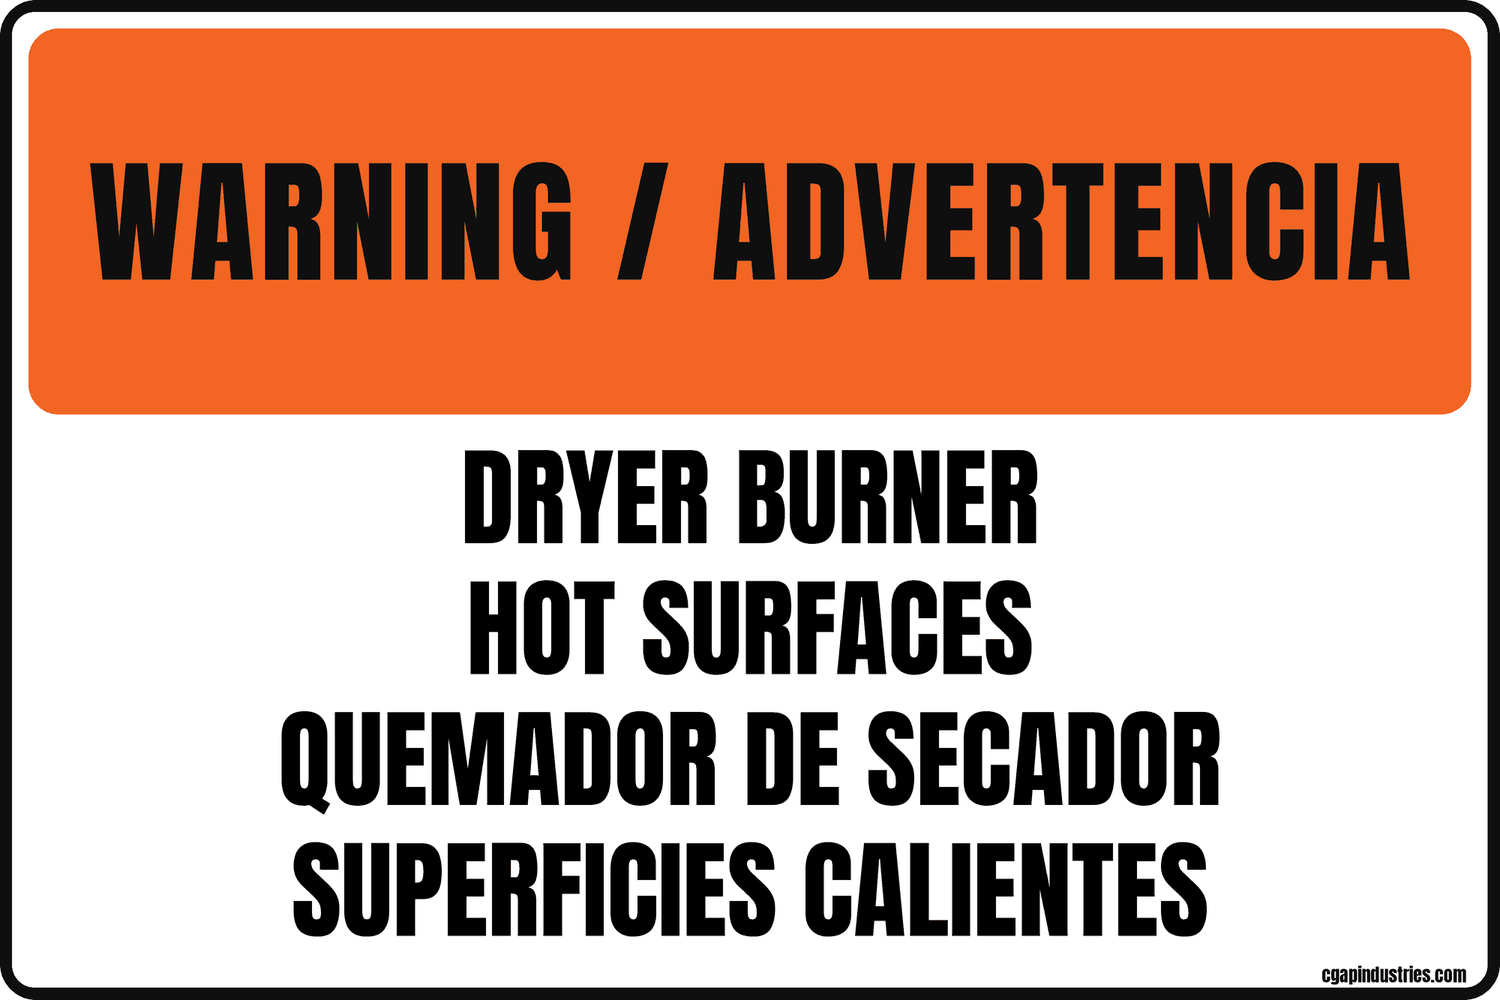 WARNING / ADVERTENCIA
DRYER BURNER
HOT SURFACES
QUEMADOR DE SECADOR
SUPERFICIES CALIENTES
cgapindustries.com